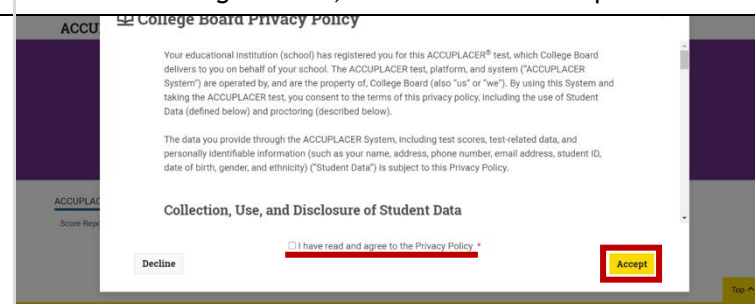 ACCU
College Board Privacy Policy
Your educational institution (school) has registered you for this ACCUPLACER® test, which College Board
delivers to you on behalf of your school. The ACCUPLACER test, platform, and system ("ACCUPLACER
System") are operated by, and are the property of, College Board (also "us" or "we"). By using this System and
taking the ACCUPLACER test, you consent to the terms of this privacy policy, including the use of Student
Data (defined below) and proctoring (described below).
The data you provide through the ACCUPLACER System, including test scores, test-related data, and
personally identifiable information (such as your name, address, phone number, email address, student ID,
date of birth, gender, and ethnicity) ("Student Data") is subject to this Privacy Policy.
ACCUPLAC
Score Repo
Collection, Use, and Disclosure of Student Data
I have read and agree to the Privacy Policy *
Decline
Accept
Top